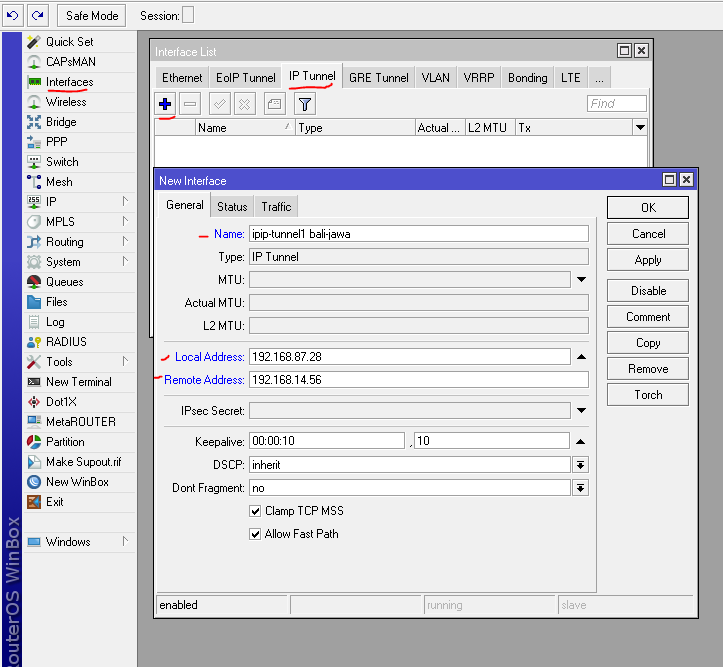 Safe Mode Session:
Quick Set
CAPsMAN
Interfaces
Wireless
Bridge
PPP
Switch
Mesh
IP
MPLS
Routing
System
Queues
Files
Log
RADIUS
Tools
New Terminal
Dot1X
MetaROUTER
Partition
Make Supout.rif
New WinBox
Exit
Windows
outerOS WinBox
Interface List
Ethernet EoIP Tunnel IP Tunnel GRE Tunnel VLAN VRRP Bonding LTE ...
Find
Name Type Actual ... L2 MTU Tx
New Interface
General Status Traffic
Name: ipip-tunnel1 bali-jawa
Type: IP Tunnel
MTU:
Actual MTU:
L2 MTU:
Local Address: 192.168.87.28
Remote Address: 192.168.14.56
IPsec Secret:
Keepalive: 00:00:10 , 10
DSCP: inherit
Dont Fragment: no
Clamp TCP MSS
Allow Fast Path
OK
Cancel
Apply
Disable
Comment
Copy
Remove
Torch
enabled running slave